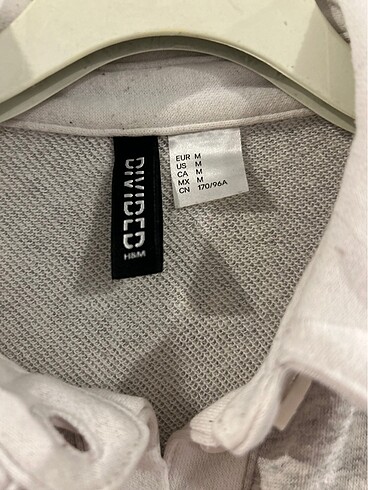 DIVIDED
H&M
EUR M
US M
CA M
MX M
CN 170/96A